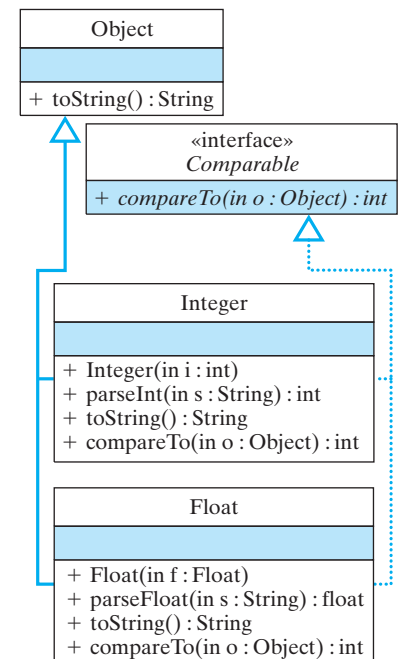 Object
+ toString() : String
«interface»
Comparable
+ compareTo(in o : Object) : int
Integer
+ Integer(in i : int)
+ parseInt(in s : String) : int
+ toString() : String
+ compareTo(in o : Object) : int
Float
+ Float(in f : Float)
+ parseFloat(in s : String) : float
+ toString() : String
+ compareTo(in o : Object) : int